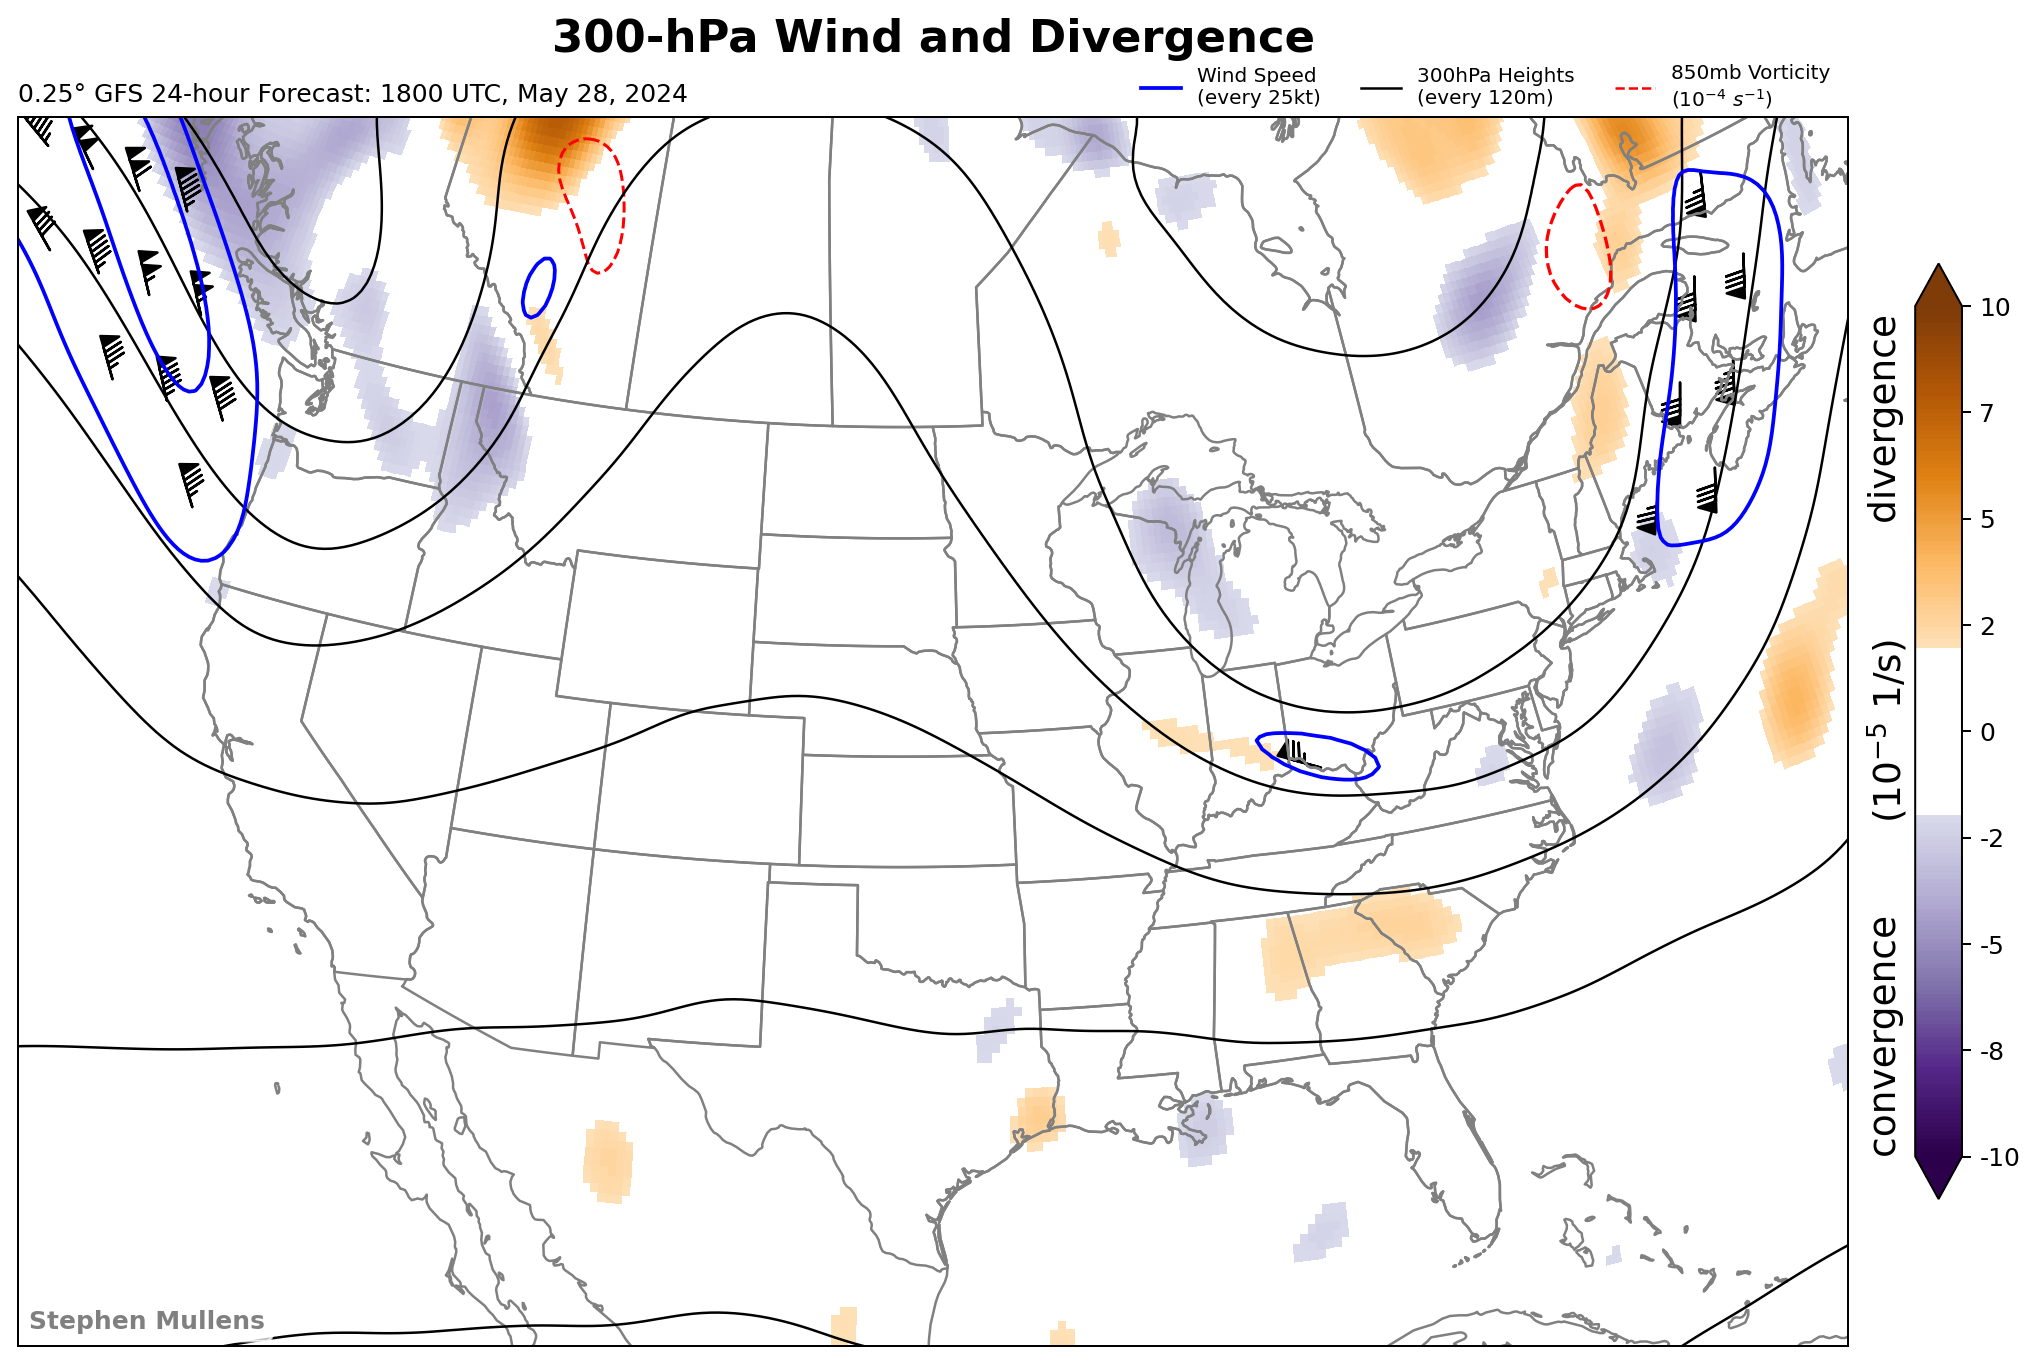 300-hPa Wind and Divergence
0.25° GFS 24-hour Forecast: 1800 UTC, May 28, 2024
Wind Speed
(every 25kt)
300hPa Heights
(every 120m)
850mb Vorticity
(10⁻⁴ s⁻¹)
10
7
5
2
0
-2
-5
-8
-10
convergence (10⁻⁵ 1/s) divergence
Stephen Mullens